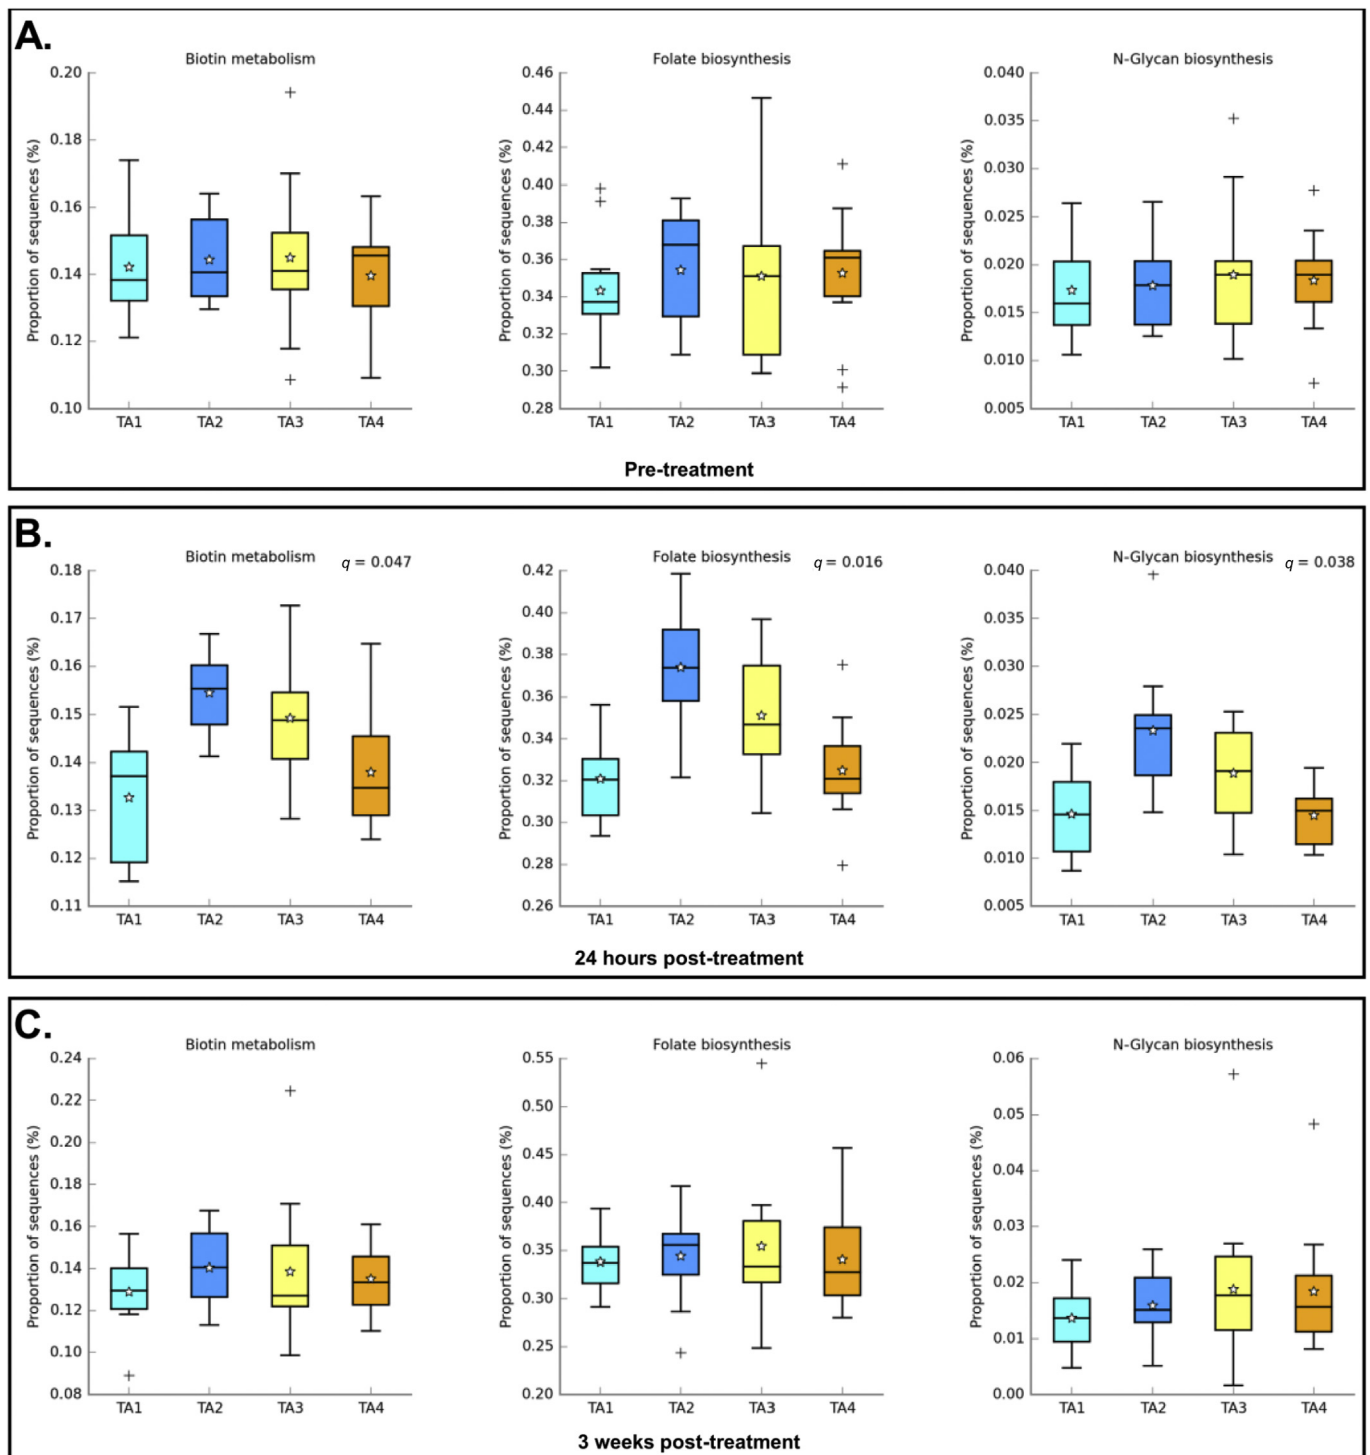 A.
Biotin metabolism
Proportion of sequences (%)
0.20
0.18
0.16
0.14
0.12
0.10
TA1 TA2 TA3 TA4
Folate biosynthesis
Proportion of sequences (%)
0.46
0.44
0.42
0.40
0.38
0.36
0.34
0.32
0.30
0.28
TA1 TA2 TA3 TA4
N-Glycan biosynthesis
Proportion of sequences (%)
0.040
0.035
0.030
0.025
0.020
0.015
0.010
0.005
TA1 TA2 TA3 TA4
Pre-treatment
B.
Biotin metabolism
q = 0.047
Proportion of sequences (%)
0.18
0.17
0.16
0.15
0.14
0.13
0.12
0.11
TA1 TA2 TA3 TA4
Folate biosynthesis
q = 0.016
Proportion of sequences (%)
0.42
0.40
0.38
0.36
0.34
0.32
0.30
0.28
0.26
TA1 TA2 TA3 TA4
N-Glycan biosynthesis
q = 0.038
Proportion of sequences (%)
0.040
0.030
0.025
0.020
0.015
0.010
0.005
TA1 TA2 TA3 TA4
24 hours post-treatment
C.
Biotin metabolism
Proportion of sequences (%)
0.24
0.22
0.20
0.18
0.16
0.14
0.12
0.10
0.08
TA1 TA2 TA3 TA4
Folate biosynthesis
Proportion of sequences (%)
0.55
0.50
0.45
0.40
0.35
0.30
0.25
0.20
TA1 TA2 TA3 TA4
N-Glycan biosynthesis
Proportion of sequences (%)
0.06
0.05
0.04
0.03
0.02
0.01
0.00
TA1 TA2 TA3 TA4
3 weeks post-treatment